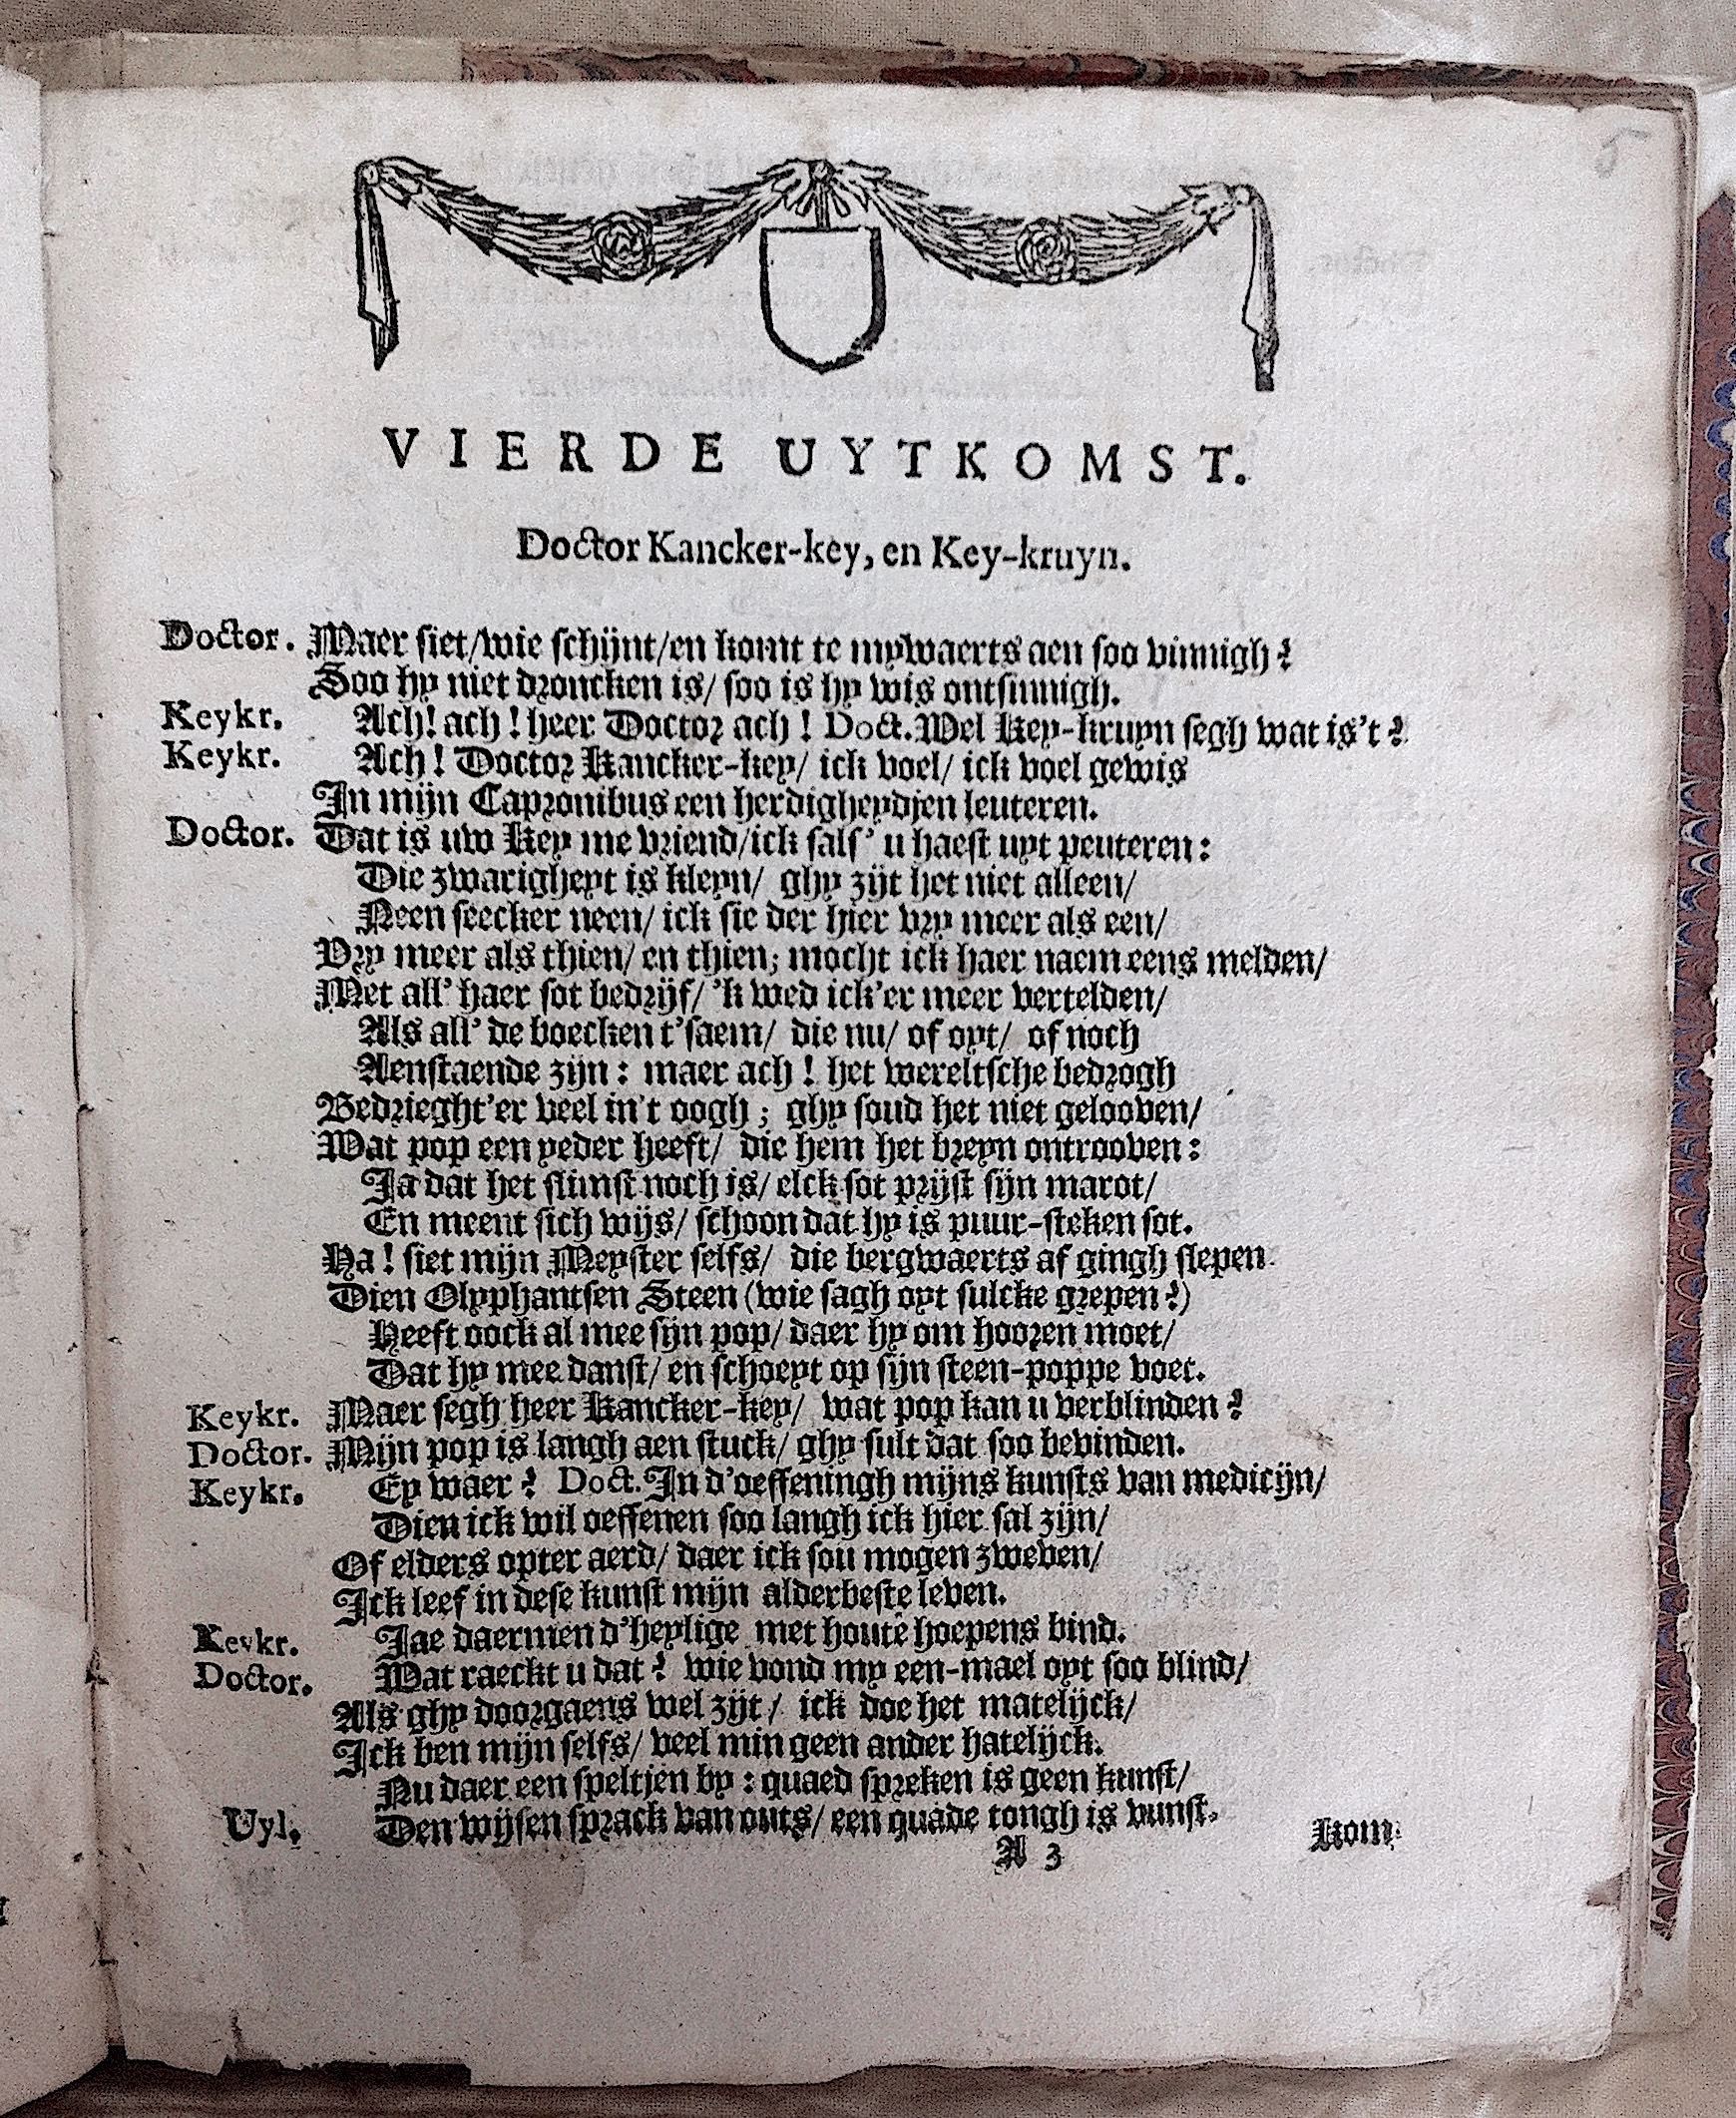 5
VIERDE UYTKOMST.
Doctor Kancker-key, en Key-kruyn.
Doctor. Maer siet/wie schijnt/en komt te mywaerts aen soo vinnigh?
Soo hy niet droncken is/ soo is hy wis ontsinnigh.
Keykr. Ach! ach! heer Doctor ach! Doct. Wel Key-kruyn segh wat is't?
Keykr. Ach! Doctor Kancker-key/ ick voel/ ick voel gewis
In mijn Capronibus een herdigheydjen leuteren.
Doctor. Dat is uw Key me vriend/ick sals' u haest uyt peuteren:
Die zwarigheyt is kleyn/ ghy zijt het niet alleen/
Neen seecker neen/ ick sie der hier vry meer als een/
Vry meer als thien/ en thien; mocht ick haer naem eens melden/
Met all' haer sot bedrijf/ 'k wed ick'er meer vertelden/
Als all' de boecken t'saem/ die nu/ of oyt/ of noch
Aenstaende zijn: maer ach! het wereltsche bedrogh
Bedrieght'er veel in't oogh; ghy soud het niet gelooven/
Wat pop een yeder heeft/ die hem het breyn ontrooven:
Ja dat het slimst noch is/ elck sot prijst sijn marot/
En meent sich wijs/ schoon dat hy is puur-steken sot.
Ha! siet mijn Meyster selfs/ die bergwaerts af gingh slepen
Dien Olyphantsen Steen (wie sagh oyt sulcke grepen?)
Heeft oock al mee sijn pop/ daer hy om hooren moet/
Dat hy mee danst/ en schoeyt op sijn steen-poppe voet.
Keykr. Maer segh heer Kancker-key/ wat pop kan u verblinden?
Doctor. Mijn pop is langh aen stuck/ ghy sult dat soo bevinden.
Keykr. Ey waer? Doct. In d'oeffeningh mijns kunsts van medicijn/
Dien ick wil oeffenen soo langh ick hier sal zijn/
Of elders opter aerd/ daer ick sou mogen zweven/
Ick leef in dese kunst mijn alderbeste leven.
Keykr. Jae daermen d'heylige met houtẽ hoepens bind.
Doctor. Wat raeckt u dat? wie vond my een-mael oyt soo blind/
Als ghy doorgaens wel zijt/ ick doe het matelijck/
Ick ben mijn selfs/ veel min geen ander hatelijck.
Nu daer een speltjen by: quaed spreken is geen kunst/
Uyl. Den wijsen sprack van outs/ een quade tongh is vunst.
A 3 Kom